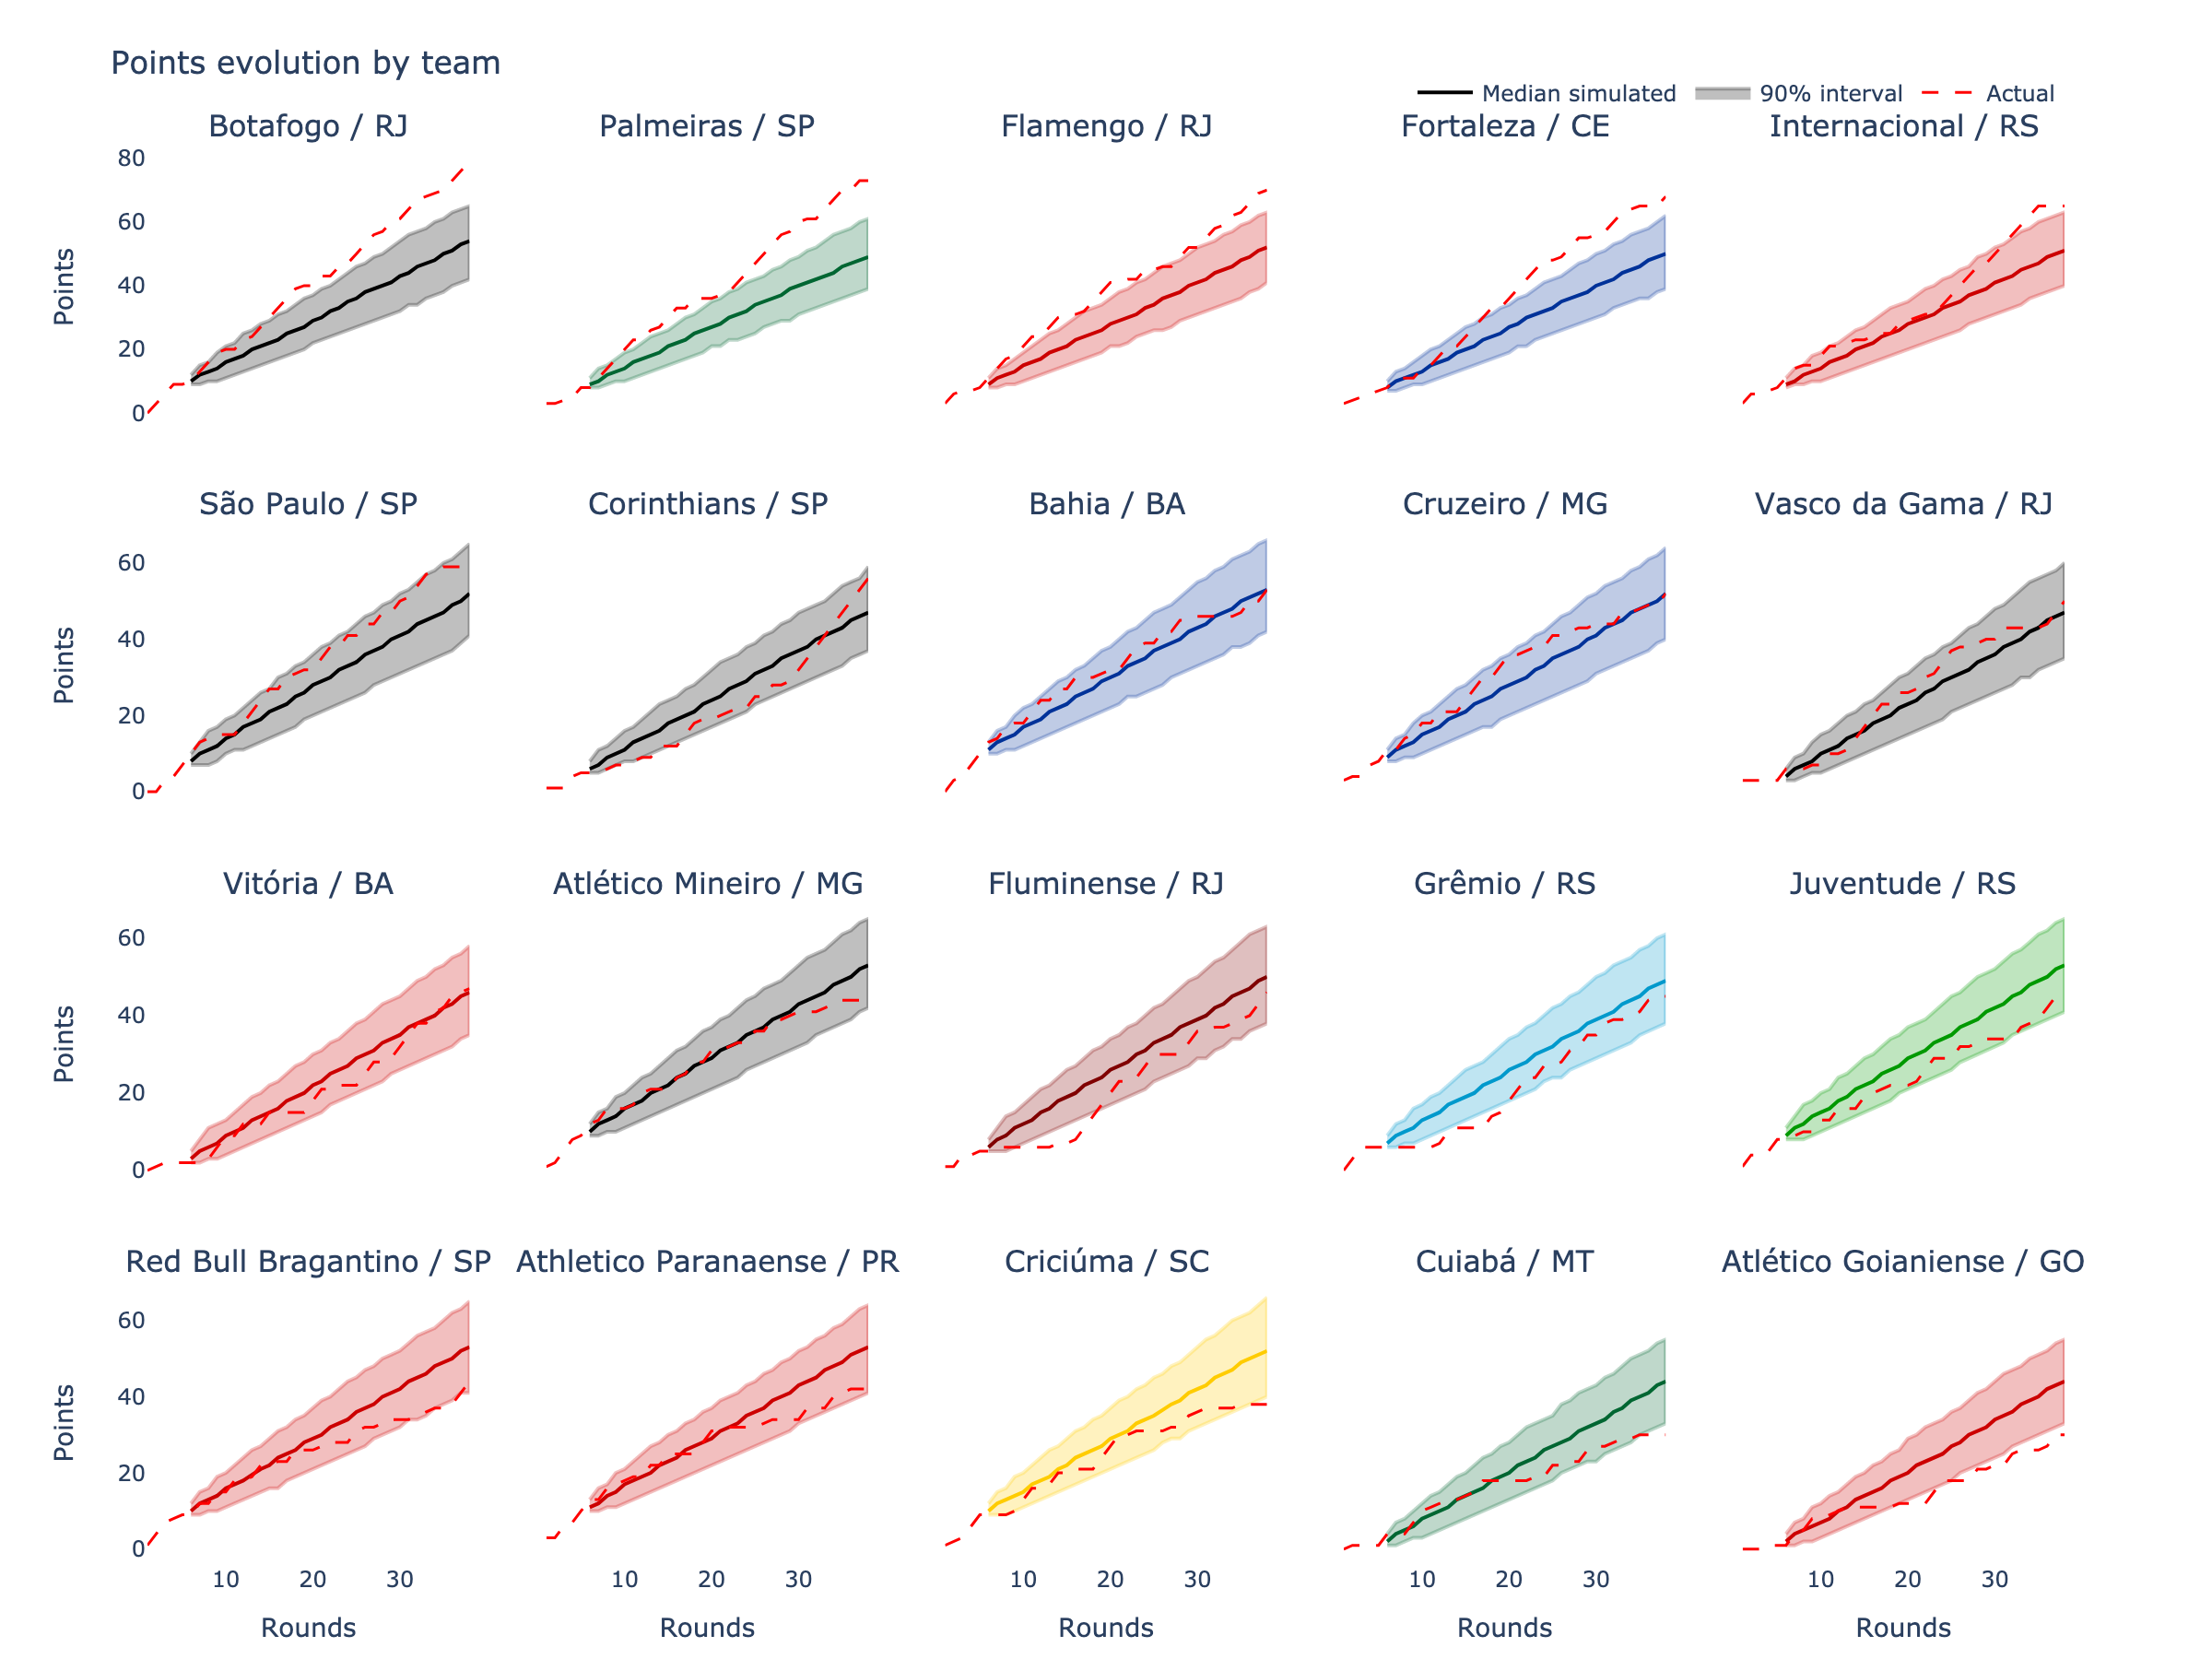 Points evolution by team
Median simulated 90% interval Actual
Botafogo / RJ Palmeiras / SP Flamengo / RJ Fortaleza / CE Internacional / RS
80
60
40
20
0
Points
São Paulo / SP Corinthians / SP Bahia / BA Cruzeiro / MG Vasco da Gama / RJ
60
40
20
0
Points
Vitória / BA Atlético Mineiro / MG Fluminense / RJ Grêmio / RS Juventude / RS
60
40
20
0
Points
Red Bull Bragantino / SP Athletico Paranaense / PR Criciúma / SC Cuiabá / MT Atlético Goianiense / GO
60
40
20
0
Points
10 20 30 10 20 30 10 20 30 10 20 30 10 20 30
Rounds Rounds Rounds Rounds Rounds